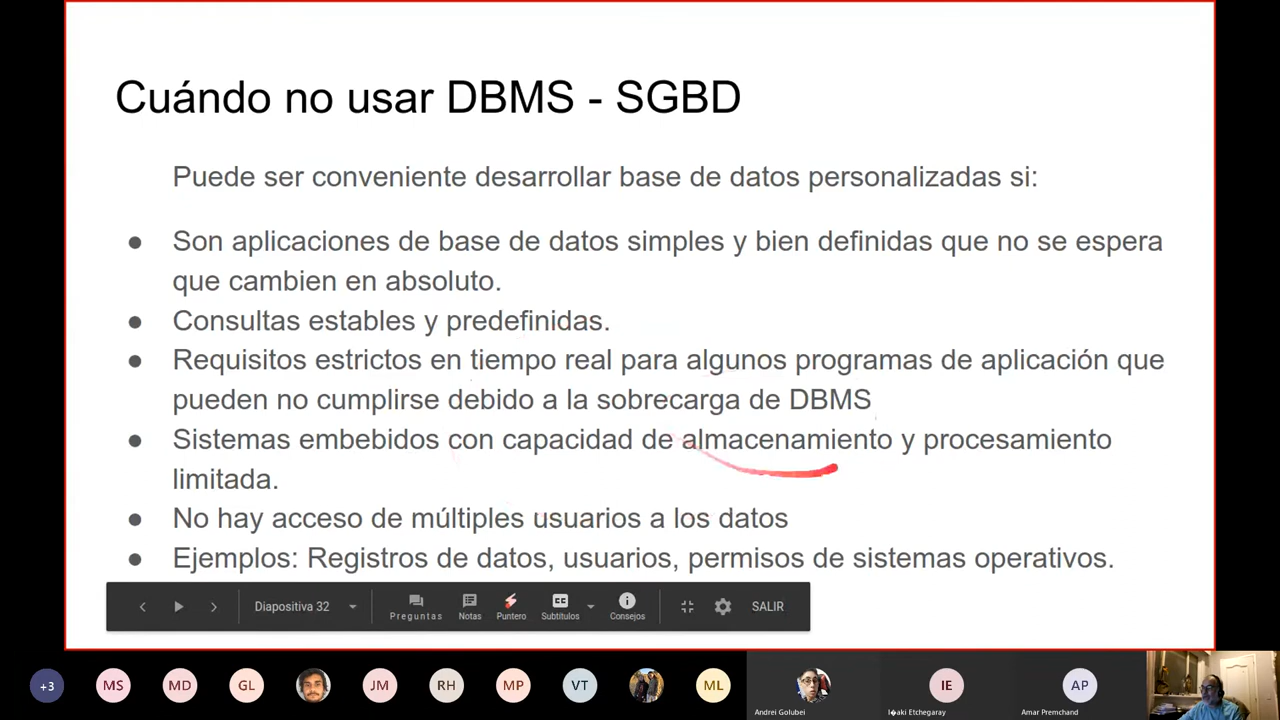 Cuándo no usar DBMS - SGBD
Puede ser conveniente desarrollar base de datos personalizadas si:
● Son aplicaciones de base de datos simples y bien definidas que no se espera
que cambien en absoluto.
● Consultas estables y predefinidas.
● Requisitos estrictos en tiempo real para algunos programas de aplicación que
pueden no cumplirse debido a la sobrecarga de DBMS
● Sistemas embebidos con capacidad de almacenamiento y procesamiento
limitada.
● No hay acceso de múltiples usuarios a los datos
● Ejemplos: Registros de datos, usuarios, permisos de sistemas operativos.
Diapositiva 32 Preguntas Notas Puntero Subtítulos Consejos SALIR
+3 MS MD GL JM RH MP VT ML IE AP
Andrei Golubei I�aki Etchegaray Amar Premchand